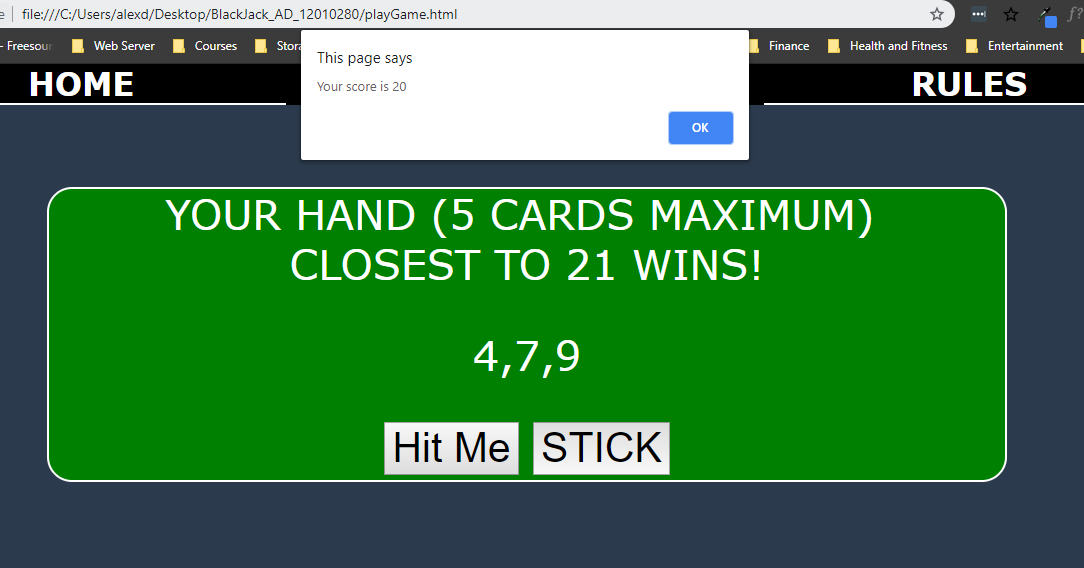 file:///C:/Users/alexd/Desktop/BlackJack_AD_12010280/playGame.html
Web Server Courses Finance Health and Fitness Entertainment
HOME
RULES
This page says
Your score is 20
OK
YOUR HAND (5 CARDS MAXIMUM)
CLOSEST TO 21 WINS!
4,7,9
Hit Me STICK